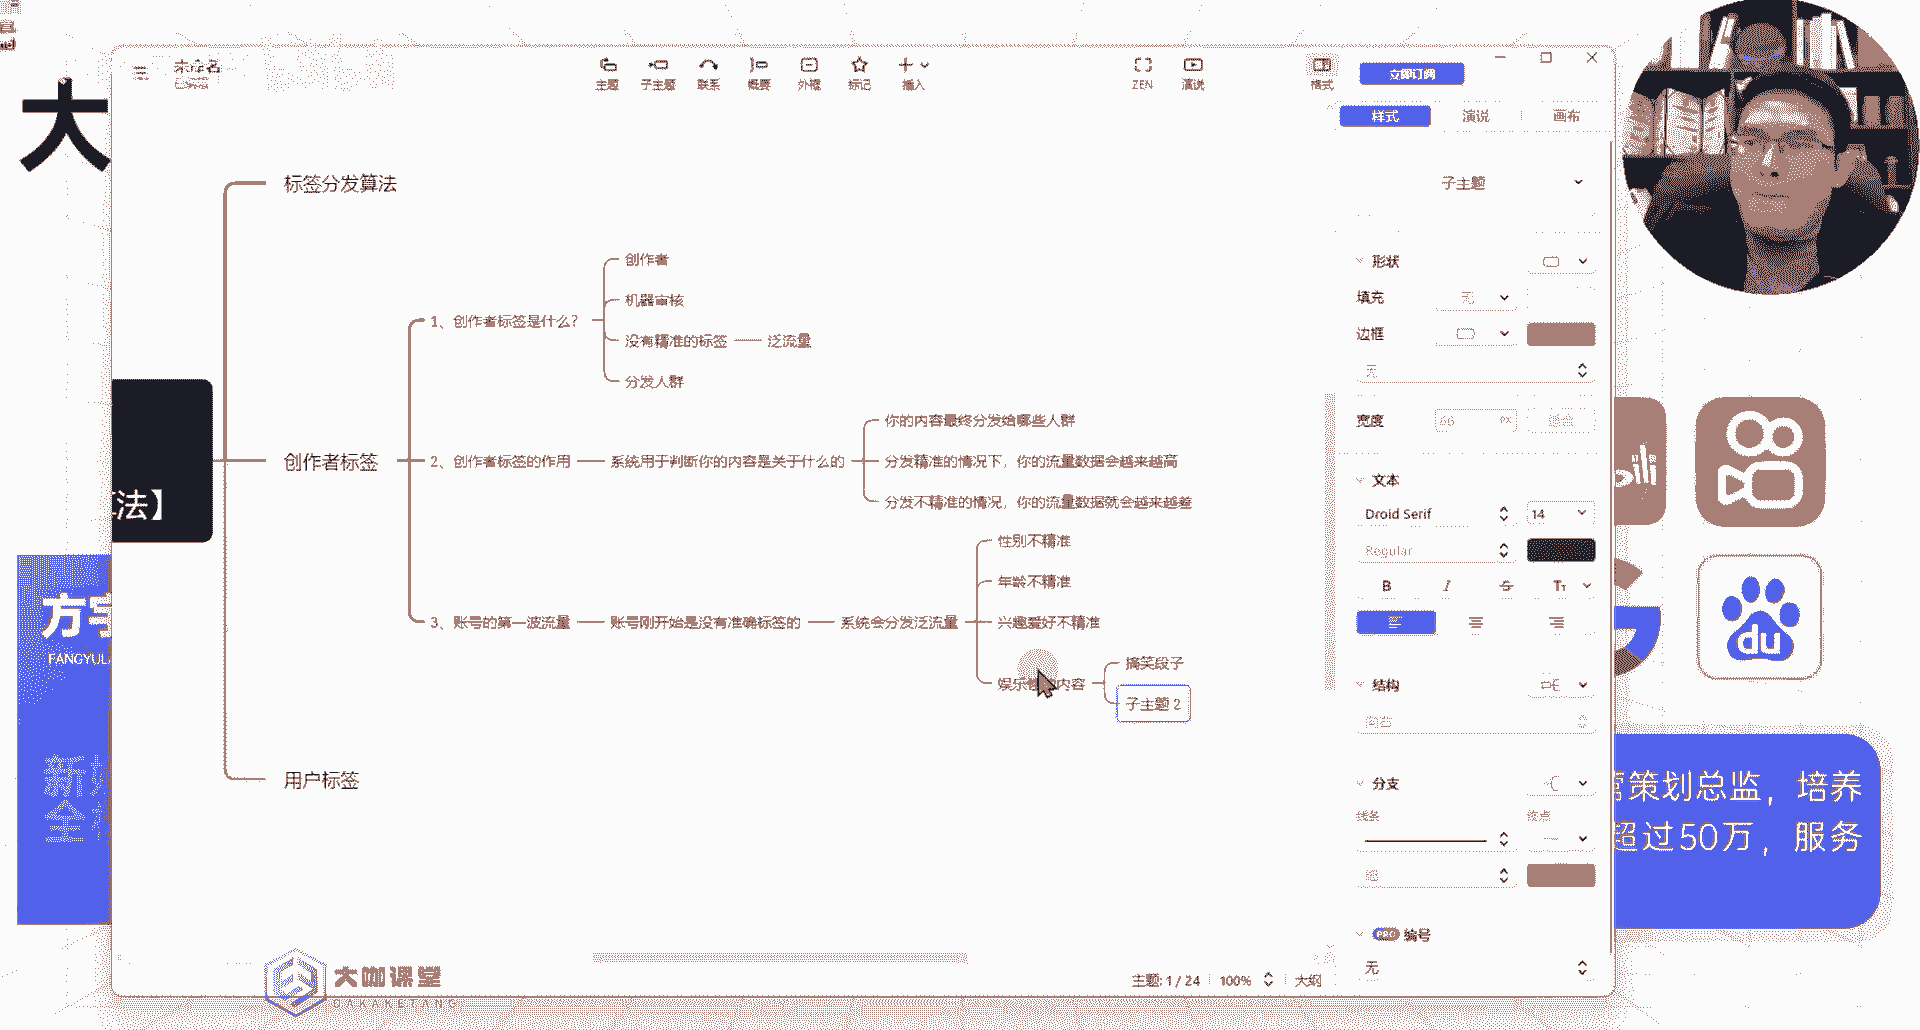 大
未命名
已编辑
主题
子主题
联系
概要
外框
标记
插入
ZEN
演说
格式
立即订阅
样式
演说
画布
标签分发算法
子主题
创作者
形状
机器审核
填充
无
1、创作者标签是什么？
没有精准的标签
泛流量
边框
分发人群
无
你的内容最终分发给哪些人群
宽度
66
PX
适合
创作者标签
2、创作者标签的作用
系统用于判断你的内容是关于什么的
分发精准的情况下，你的流量数据会越来越高
文本
法】
分发不精准的情况，你的流量数据就会越来越差
Droid Serif
14
性别不精准
Regular
年龄不精准
B
I
S
Tт
3、账号的第一波流量
账号刚开始是没有准确标签的
系统会分发泛流量
兴趣爱好不精准
方宇
FANGYUL
搞笑段子
娱乐
内容
结构
子主题 2
向右
du
用户标签
分支
线条
终点
策划总监，培养
超过50万，服务
新
全
细
PRO
编号
无
大咖课堂
DAKAKETANG
主题: 1 / 24
100%
大纲